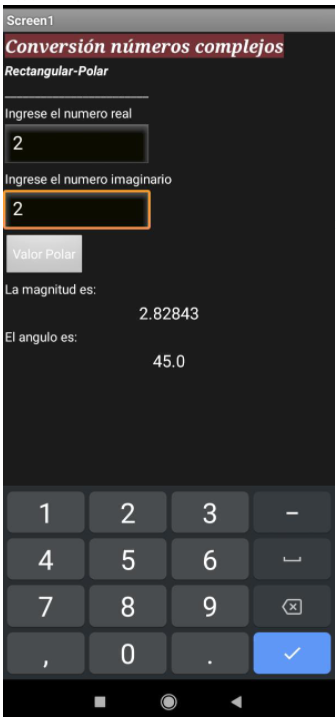 Screen1
Conversión números complejos
Rectangular-Polar
____________________
Ingrese el numero real
2
Ingrese el numero imaginario
2
Valor Polar
La magnitud es:
2.82843
El angulo es:
45.0
1 2 3 -
4 5 6
7 8 9
, 0 .